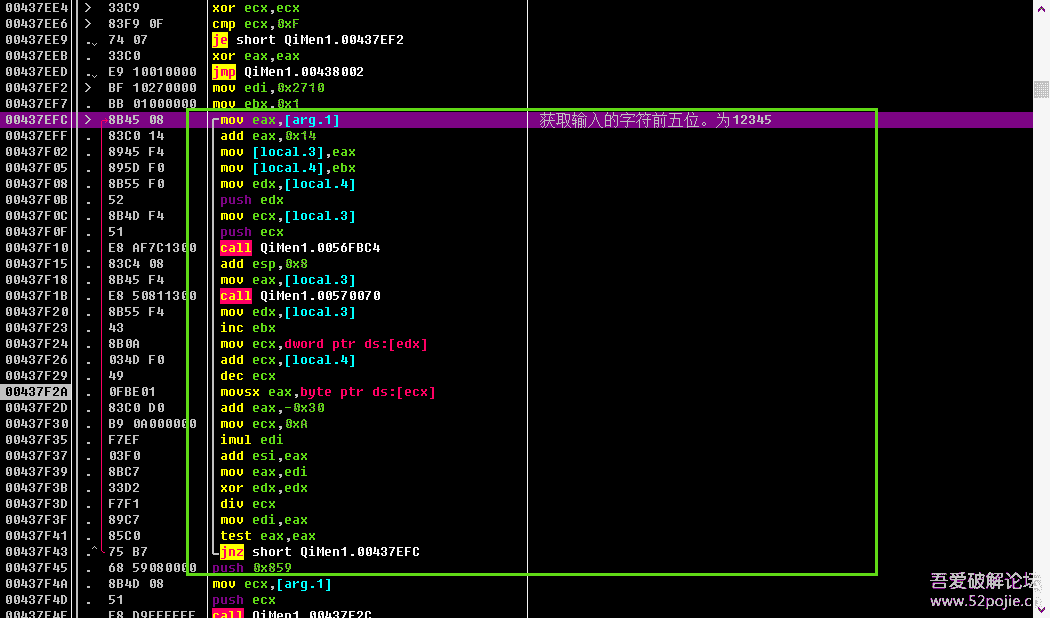 00437EE4 > 33C9 xor ecx,ecx
00437EE6 > 83F9 0F cmp ecx,0xF
00437EE9 . 74 07 je short QiMen1.00437EF2
00437EEB . 33C0 xor eax,eax
00437EED . E9 10010000 jmp QiMen1.00438002
00437EF2 > BF 10270000 mov edi,0x2710
00437EF7 . BB 01000000 mov ebx,0x1
00437EFC > 8B45 08 mov eax,[arg.1] 获取输入的字符前五位。为12345
00437EFF . 83C0 14 add eax,0x14
00437F02 . 8945 F4 mov [local.3],eax
00437F05 . 895D F0 mov [local.4],ebx
00437F08 . 8B55 F0 mov edx,[local.4]
00437F0B . 52 push edx
00437F0C . 8B4D F4 mov ecx,[local.3]
00437F0F . 51 push ecx
00437F10 . E8 AF7C1300 call QiMen1.0056FBC4
00437F15 . 83C4 08 add esp,0x8
00437F18 . 8B45 F4 mov eax,[local.3]
00437F1B . E8 50811300 call QiMen1.00570070
00437F20 . 8B55 F4 mov edx,[local.3]
00437F23 . 43 inc ebx
00437F24 . 8B0A mov ecx,dword ptr ds:[edx]
00437F26 . 034D F0 add ecx,[local.4]
00437F29 . 49 dec ecx
00437F2A . 0FBE01 movsx eax,byte ptr ds:[ecx]
00437F2D . 83C0 D0 add eax,-0x30
00437F30 . B9 0A000000 mov ecx,0xA
00437F35 . F7EF imul edi
00437F37 . 03F0 add esi,eax
00437F39 . 8BC7 mov eax,edi
00437F3B . 33D2 xor edx,edx
00437F3D . F7F1 div ecx
00437F3F . 89C7 mov edi,eax
00437F41 . 85C0 test eax,eax
00437F43 .^ 75 B7 jnz short QiMen1.00437EFC
00437F45 . 68 59080000 push 0x859
00437F4A . 8B4D 08 mov ecx,[arg.1]
00437F4D . 51 push ecx
00437F4E . E8 D9FEFFFF call QiMen1.00437E2C
吾爱破解论坛
www.52pojie.c